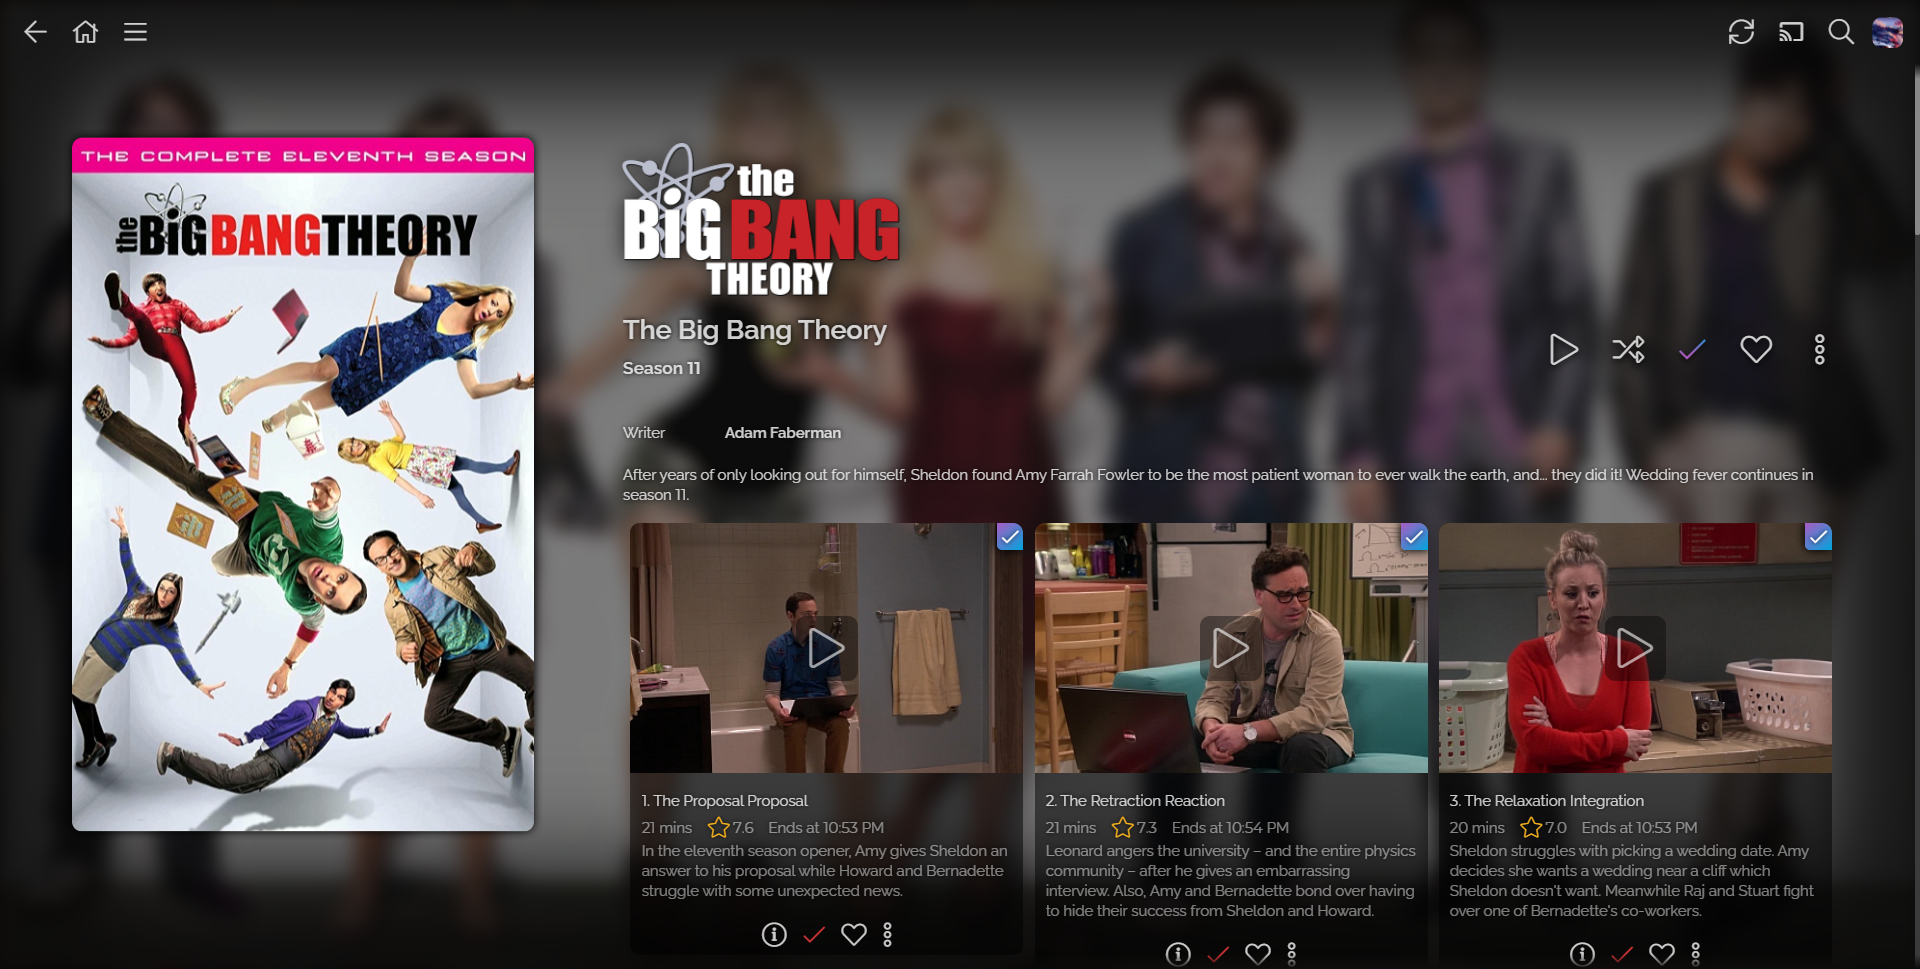 THE COMPLETE ELEVENTH SEASON
the BiG BANG THEORY
the
BiG BANG
THEORY
The Big Bang Theory
Season 11
Writer Adam Faberman
After years of only looking out for himself, Sheldon found Amy Farrah Fowler to be the most patient woman to ever walk the earth, and... they did it! Wedding fever continues in
season 11.
1. The Proposal Proposal
21 mins 7.6 Ends at 10:53 PM
In the eleventh season opener, Amy gives Sheldon an
answer to his proposal while Howard and Bernadette
struggle with some unexpected news.
2. The Retraction Reaction
21 mins 7.3 Ends at 10:54 PM
Leonard angers the university – and the entire physics
community – after he gives an embarrassing
interview. Also, Amy and Bernadette bond over having
to hide their success from Sheldon and Howard.
3. The Relaxation Integration
20 mins 7.0 Ends at 10:53 PM
Sheldon struggles with picking a wedding date. Amy
decides she wants a wedding near a cliff which
Sheldon doesn't want. Meanwhile Raj and Stuart fight
over one of Bernadette's co-workers.